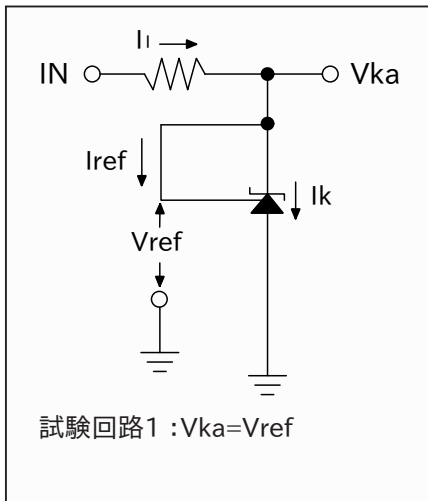 I₁
IN Vka
Iref
Ik
Vref
試験回路1 :Vka=Vref